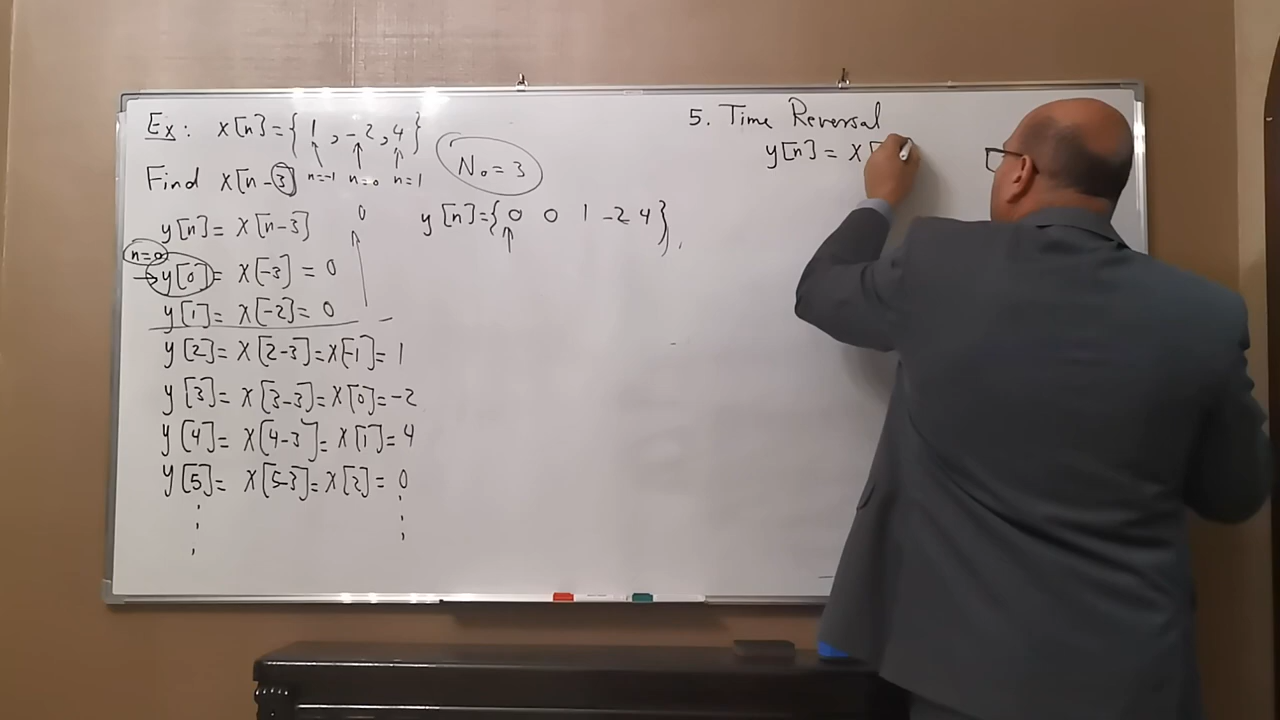 Ex: x[n]={1, -2, 4}
n=-1 n=0 n=1
Find x[n-3]
N₀=3
y[n]=x[n-3]
0
n=0
y[0]= x[-3] = 0
y[1]= x[-2]= 0
y[2]= x[2-3]=x[-1]= 1
y[3]= x[3-3]=x[0]=-2
y[4]= x[4-3]= x[1]=4
y[5]= x[5-3]=x[2]= 0
y[n]={0 0 1 -2 4},
5. Time Reversal
y[n]= x[